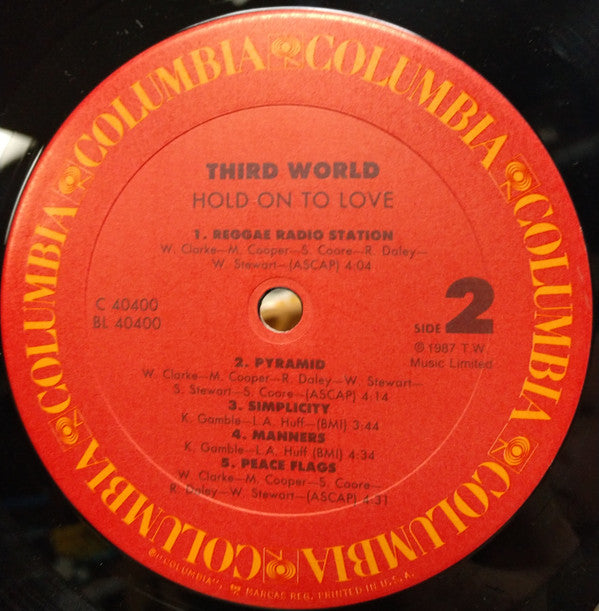 COLUMBIA COLUMBIA COLUMBIA COLUMBIA COLUMBIA COLUMBIA COLUMBIA
THIRD WORLD
HOLD ON TO LOVE
1. REGGAE RADIO STATION
W. Clarke—M. Cooper—S. Coore—R. Daley—
W. Stewart—(ASCAP) 4:04
C 40400
BL 40400
SIDE 2
© 1987 T.W.
Music Limited
2. PYRAMID
W. Clarke—M. Cooper—R. Daley—W. Stewart—
S. Stewart—S. Coore—(ASCAP) 4:14
3. SIMPLICITY
K. Gamble—L.A. Huff—(BMI) 3:44
4. MANNERS
K. Gamble—L.A. Huff (BMI) 4:34
5. PEACE FLAGS
W. Clarke—M. Cooper—S. Coore—
R. Daley—W. Stewart—(ASCAP) 4:31
"COLUMBIA", MARCAS REG. PRINTED IN U.S.A.